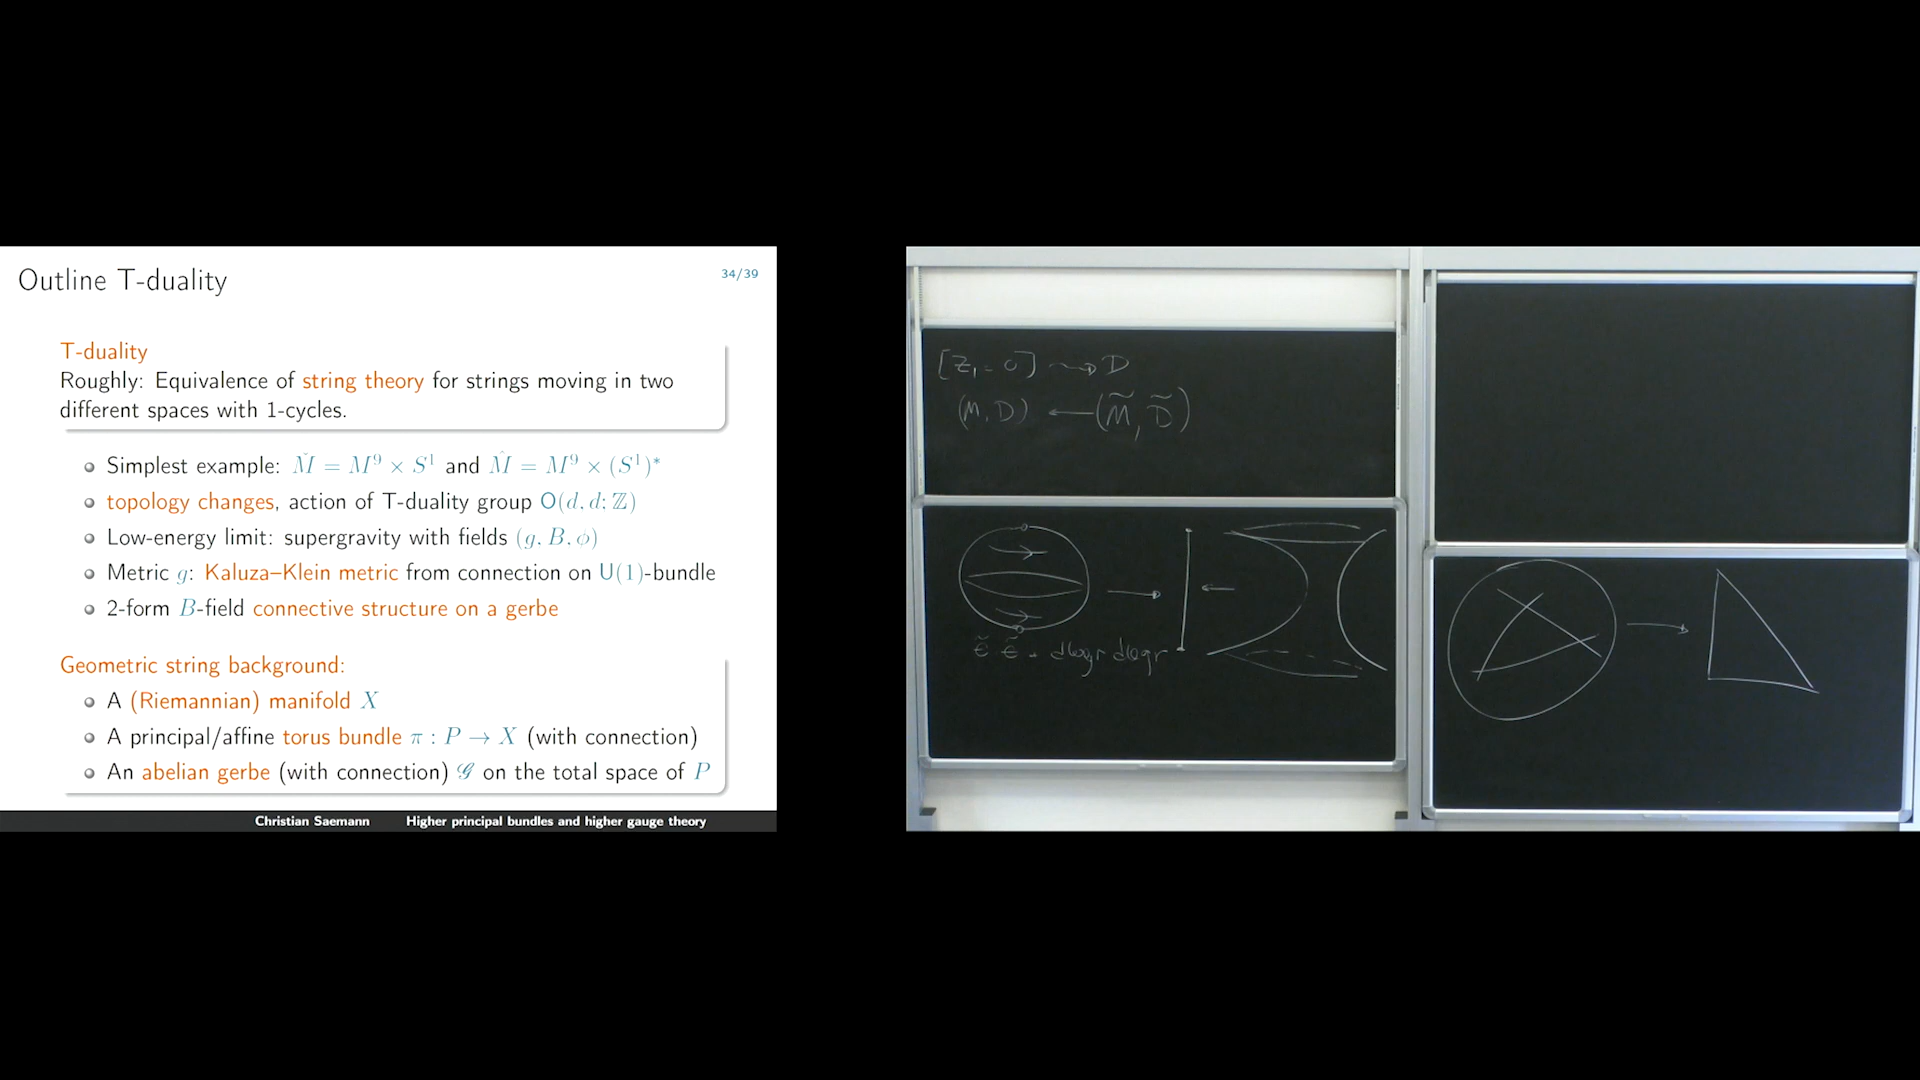 Outline T-duality
34/39
T-duality
Roughly: Equivalence of string theory for strings moving in two
different spaces with 1-cycles.
Simplest example: M̌ = M⁹ × S¹ and M̂ = M⁹ × (S¹)*
topology changes, action of T-duality group O(d, d; ℤ)
Low-energy limit: supergravity with fields (g, B, ϕ)
Metric g: Kaluza–Klein metric from connection on U(1)-bundle
2-form B-field connective structure on a gerbe
Geometric string background:
A (Riemannian) manifold X
A principal/affine torus bundle π : P → X (with connection)
An abelian gerbe (with connection) 𝒢 on the total space of P
Christian Saemann Higher principal bundles and higher gauge theory
[Z₁ = 0] ⇝ D
(M, D) ← (M̃, D̃)
dlogr dlogr